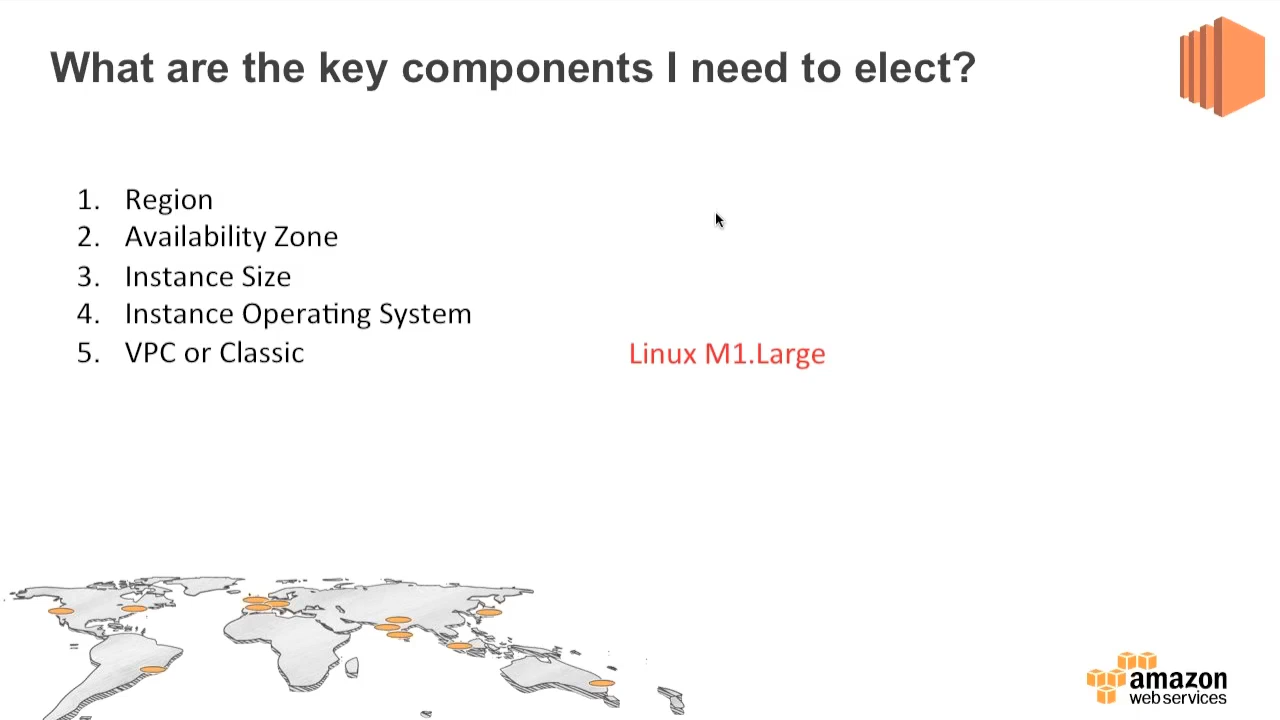 What are the key components I need to elect?
1. Region
2. Availability Zone
3. Instance Size
4. Instance Operating System
5. VPC or Classic
Linux M1.Large
amazon
web services